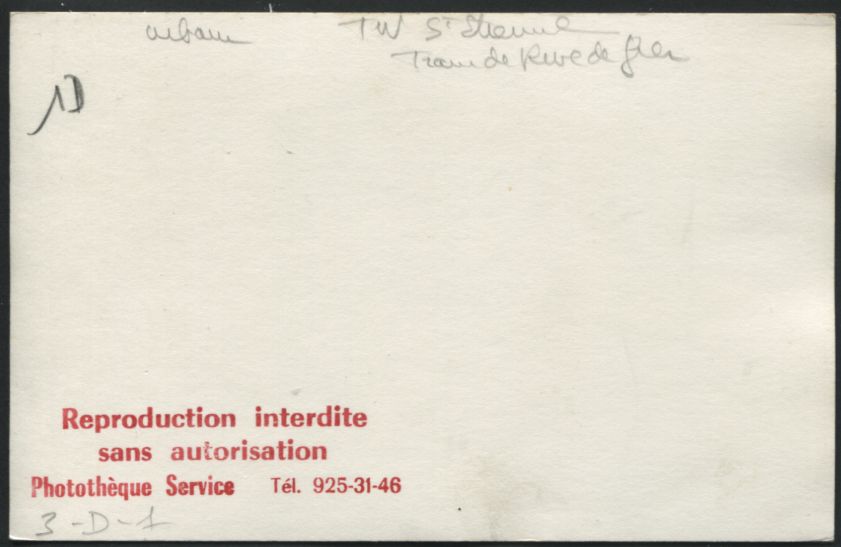 urbain TW St Etienne
Tram de Rive de Gier
1D
Reproduction interdite
sans autorisation
Photothèque Service Tél. 925-31-46
3-D-1